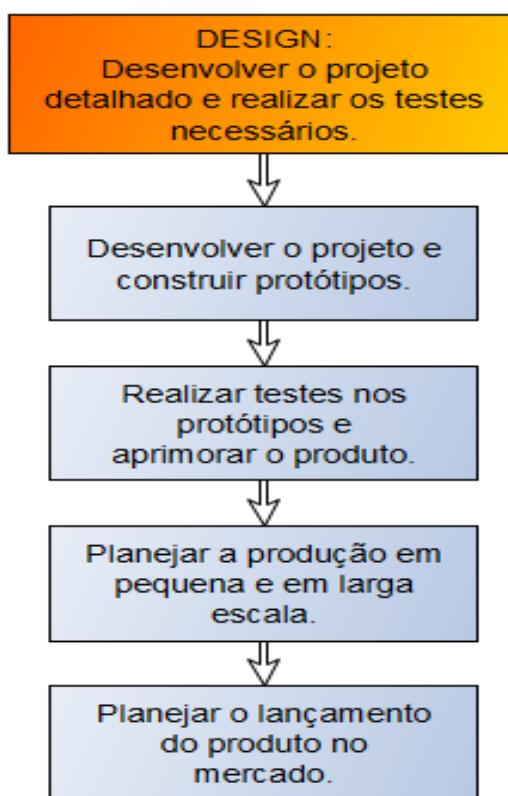 DESIGN:
Desenvolver o projeto
detalhado e realizar os testes
necessários.
Desenvolver o projeto e
construir protótipos.
Realizar testes nos
protótipos e
aprimorar o produto.
Planejar a produção em
pequena e em larga
escala.
Planejar o lançamento
do produto no
mercado.